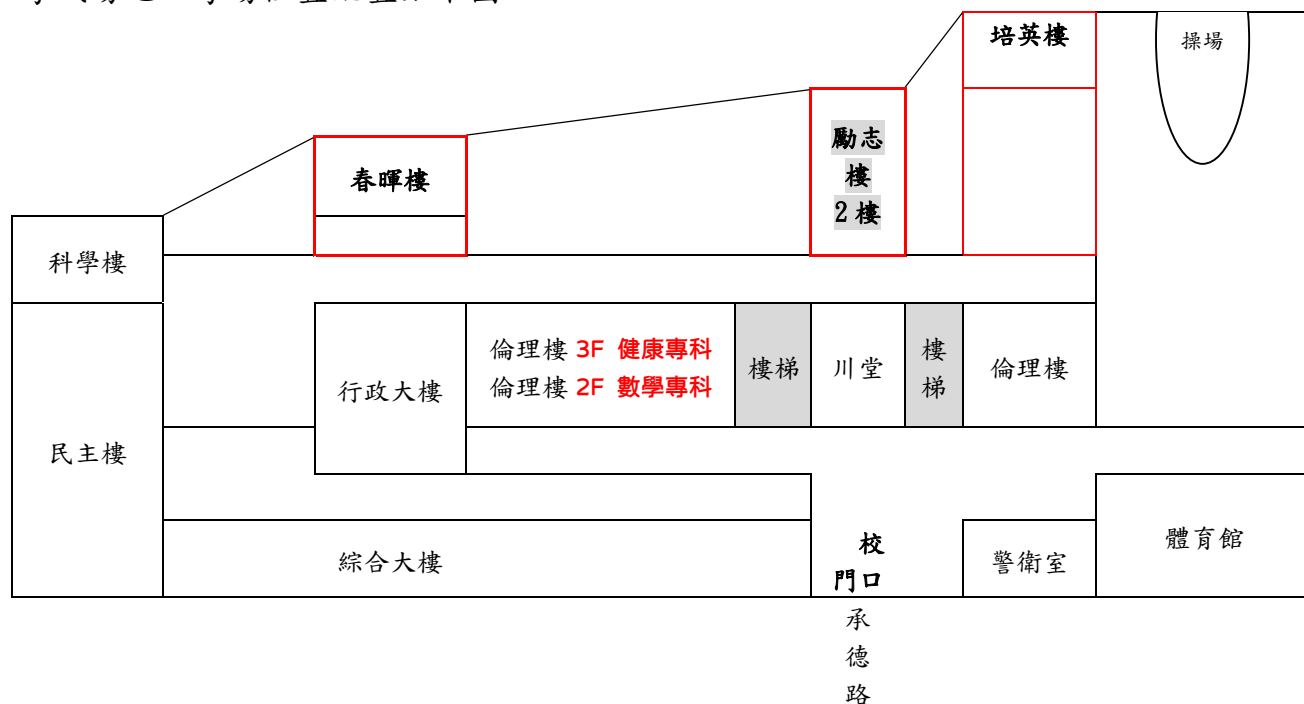 培英樓
操場
勵志
樓
2樓
春暉樓
科學樓
倫理樓 3F 健康專科
倫理樓 2F 數學專科
樓梯
川堂
樓
梯
倫理樓
行政大樓
民主樓
綜合大樓
校
門口
警衛室
體育館
承
德
路